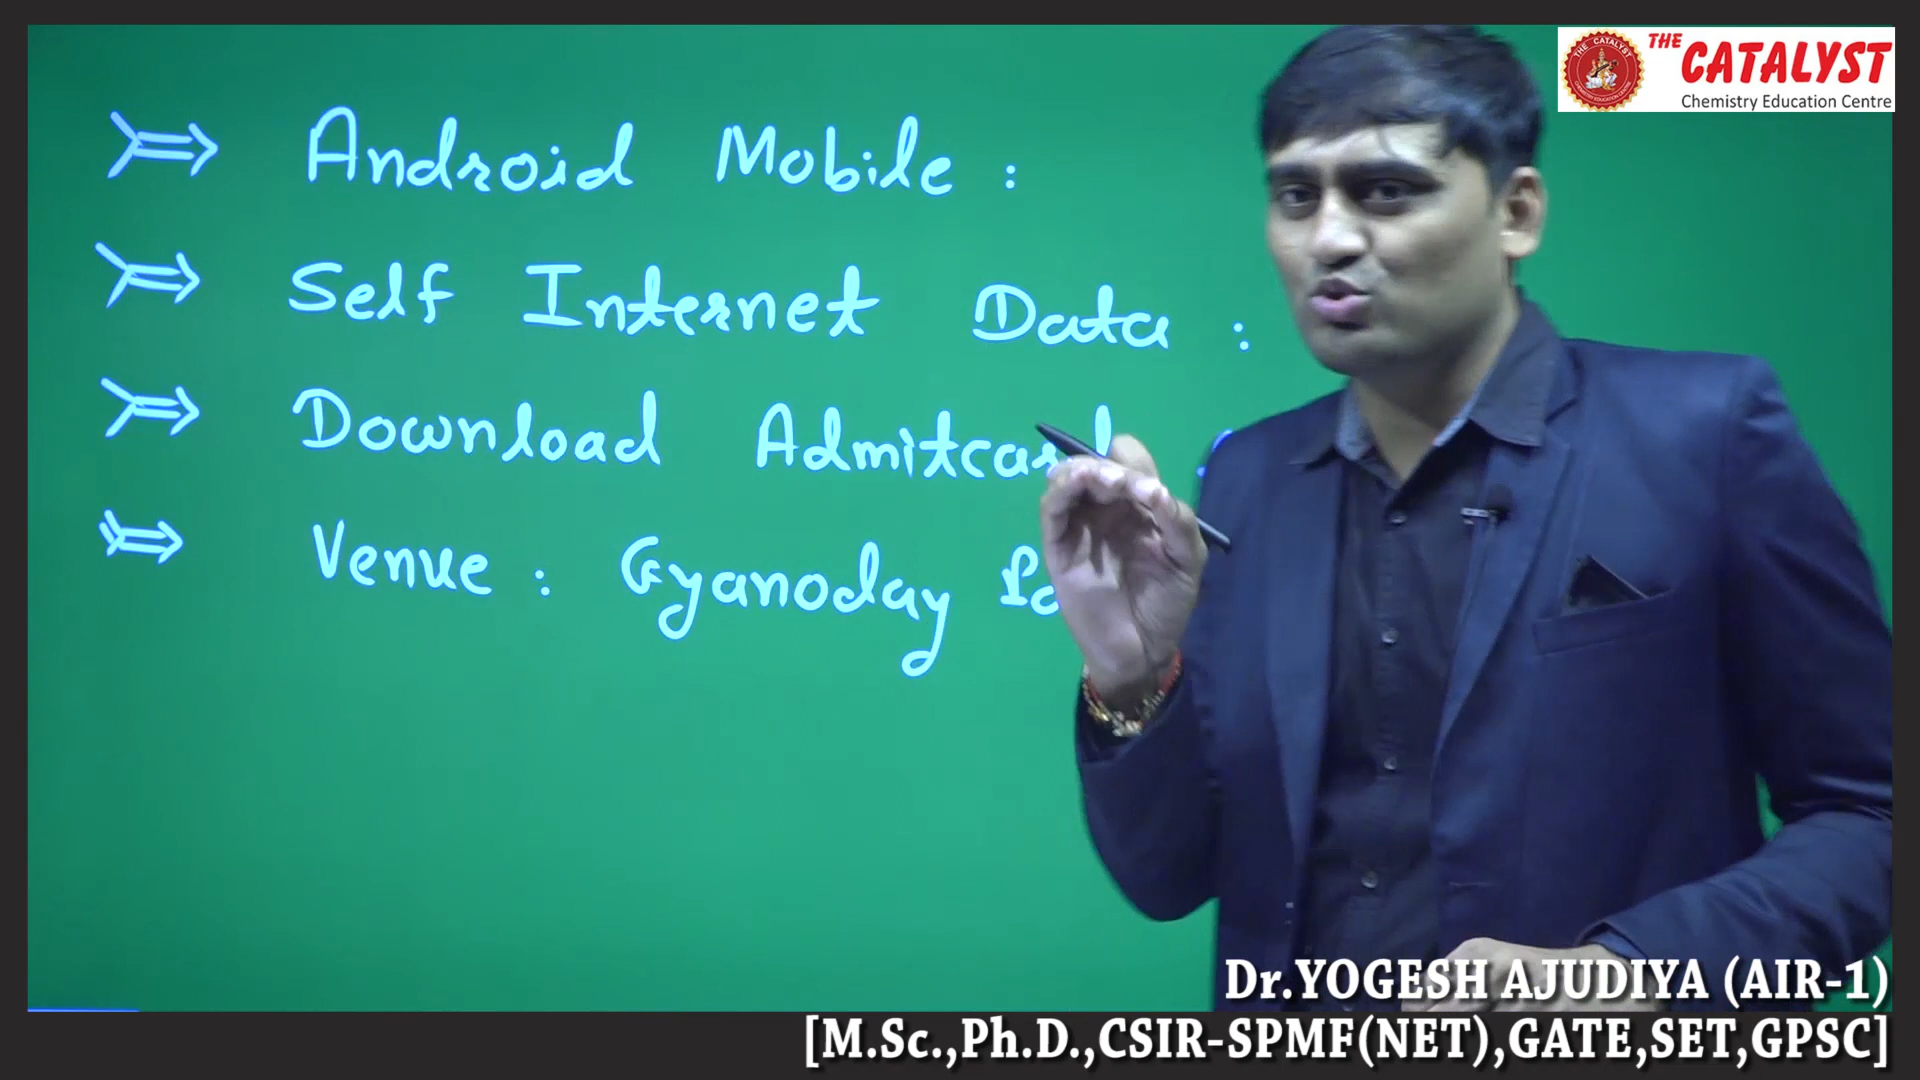 THE
CATALYST
Chemistry Education Centre
Android Mobile :
Self Internet Data :
Download Admitcard
Venue : Gyanoday
Dr.YOGESH AJUDIYA (AIR-1)
[M.Sc.,Ph.D.,CSIR-SPMF(NET),GATE,SET,GPSC]